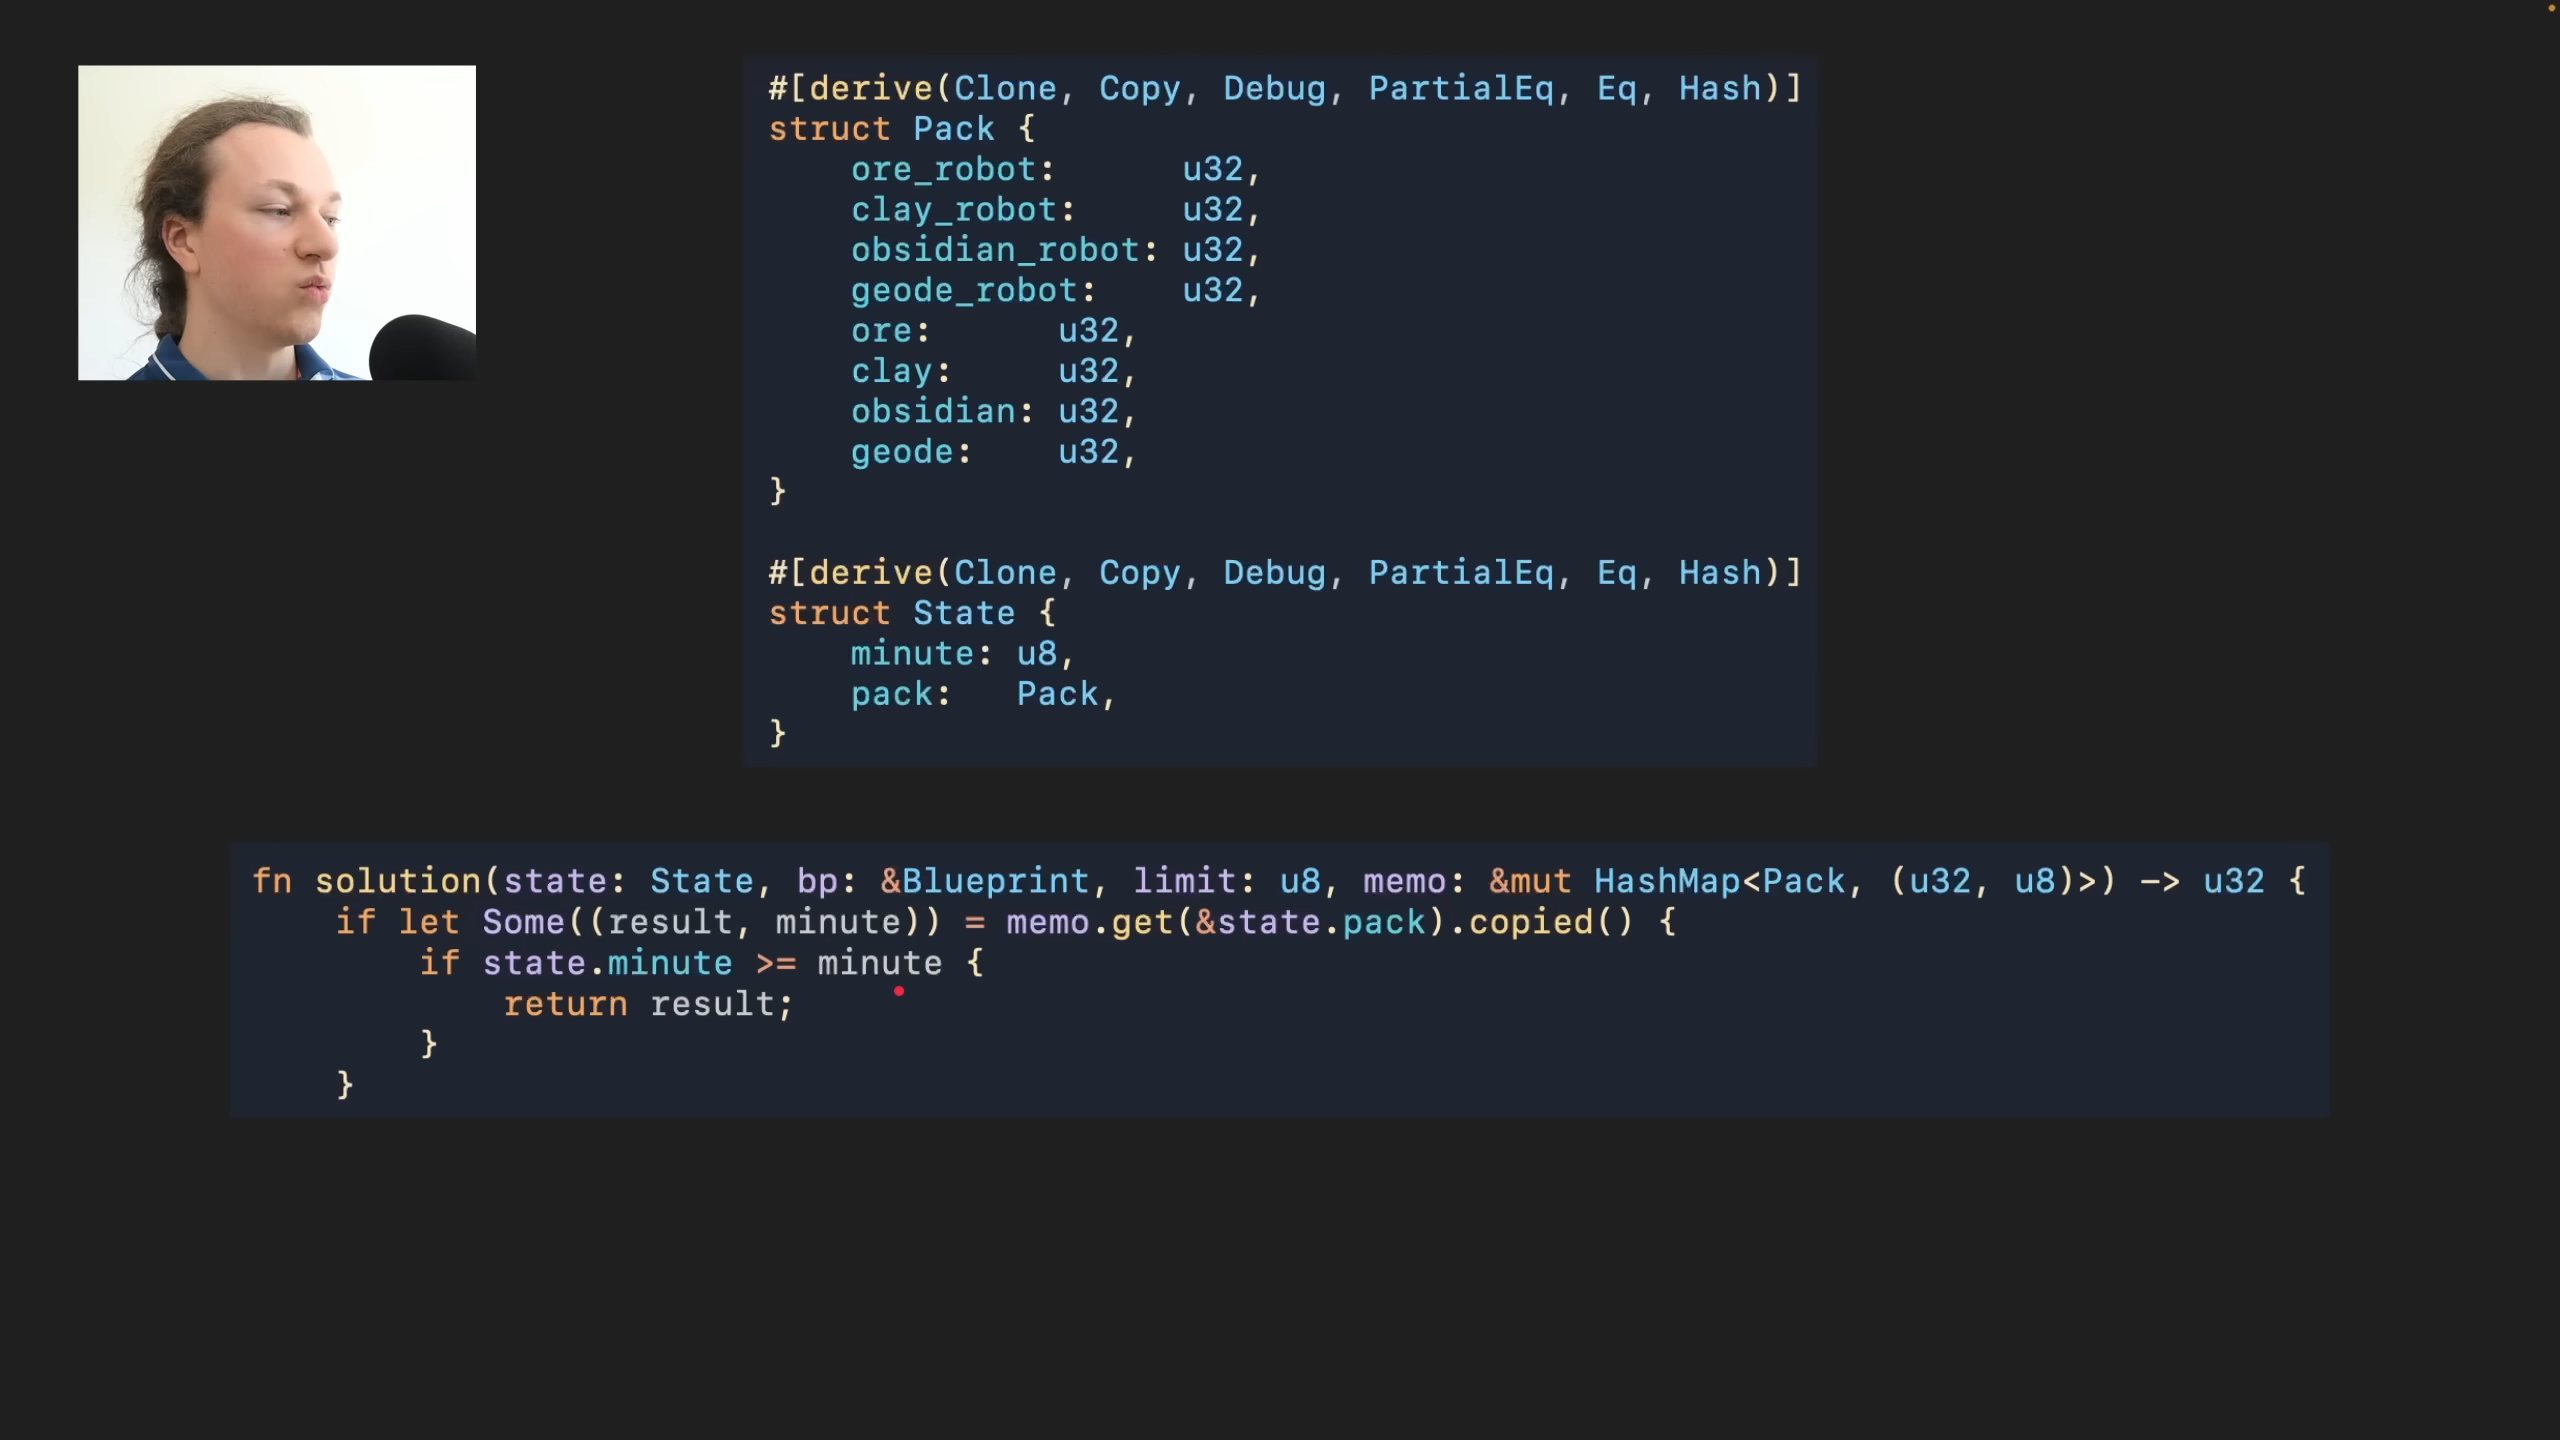 #[derive(Clone, Copy, Debug, PartialEq, Eq, Hash)]
struct Pack {
    ore_robot:      u32,
    clay_robot:     u32,
    obsidian_robot: u32,
    geode_robot:    u32,
    ore:      u32,
    clay:     u32,
    obsidian: u32,
    geode:    u32,
}

#[derive(Clone, Copy, Debug, PartialEq, Eq, Hash)]
struct State {
    minute: u8,
    pack:   Pack,
}

fn solution(state: State, bp: &Blueprint, limit: u8, memo: &mut HashMap<Pack, (u32, u8)>) -> u32 {
    if let Some((result, minute)) = memo.get(&state.pack).copied() {
        if state.minute >= minute {
            return result;
        }
    }